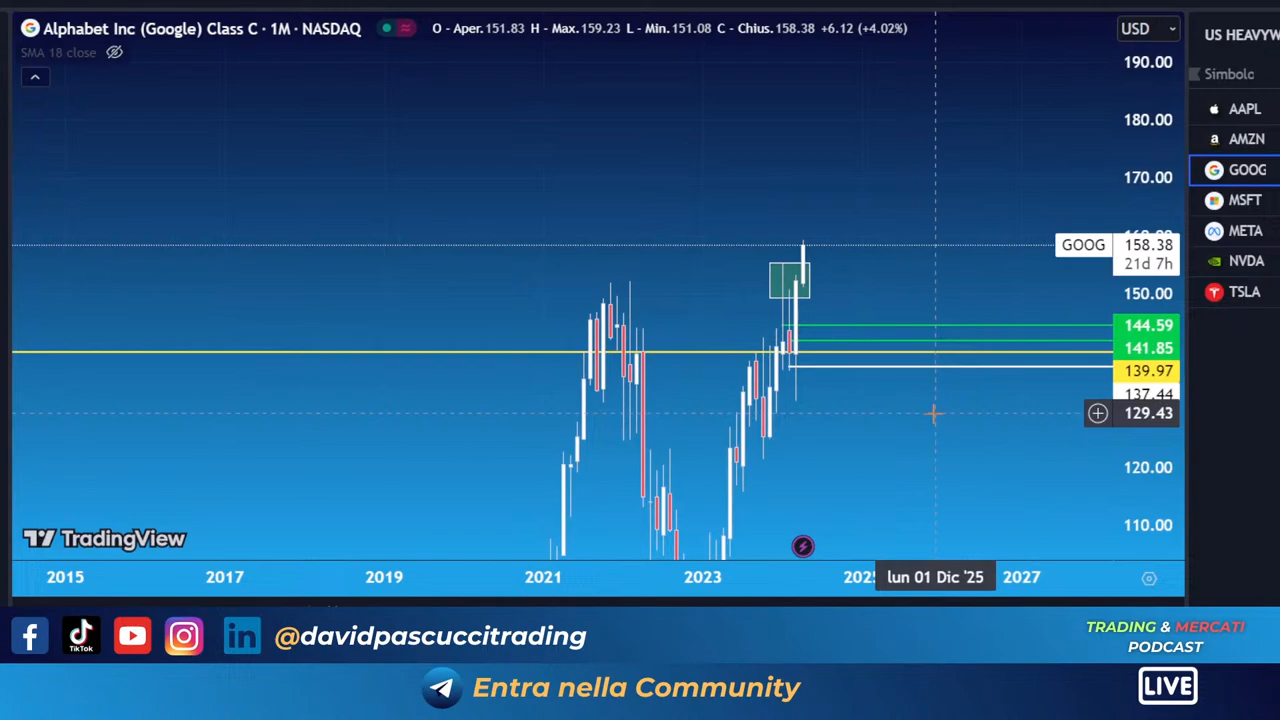 Alphabet Inc (Google) Class C · 1M · NASDAQ O - Aper. 151.83 H - Max. 159.23 L - Min. 151.08 C - Chius. 158.38 +6.12 (+4.02%)
SMA 18 close
USD
190.00
180.00
170.00
GOOG 158.38
21d 7h
150.00
144.59
141.85
139.97
137.44
129.43
120.00
110.00
TradingView
2015 2017 2019 2021 2023 lun 01 Dic '25 2027
US HEAVYW
Simbolo
AAPL
AMZN
GOOG
MSFT
META
NVDA
TSLA
TikTok
@davidpascuccitrading
TRADING & MERCATI
PODCAST
Entra nella Community
LIVE